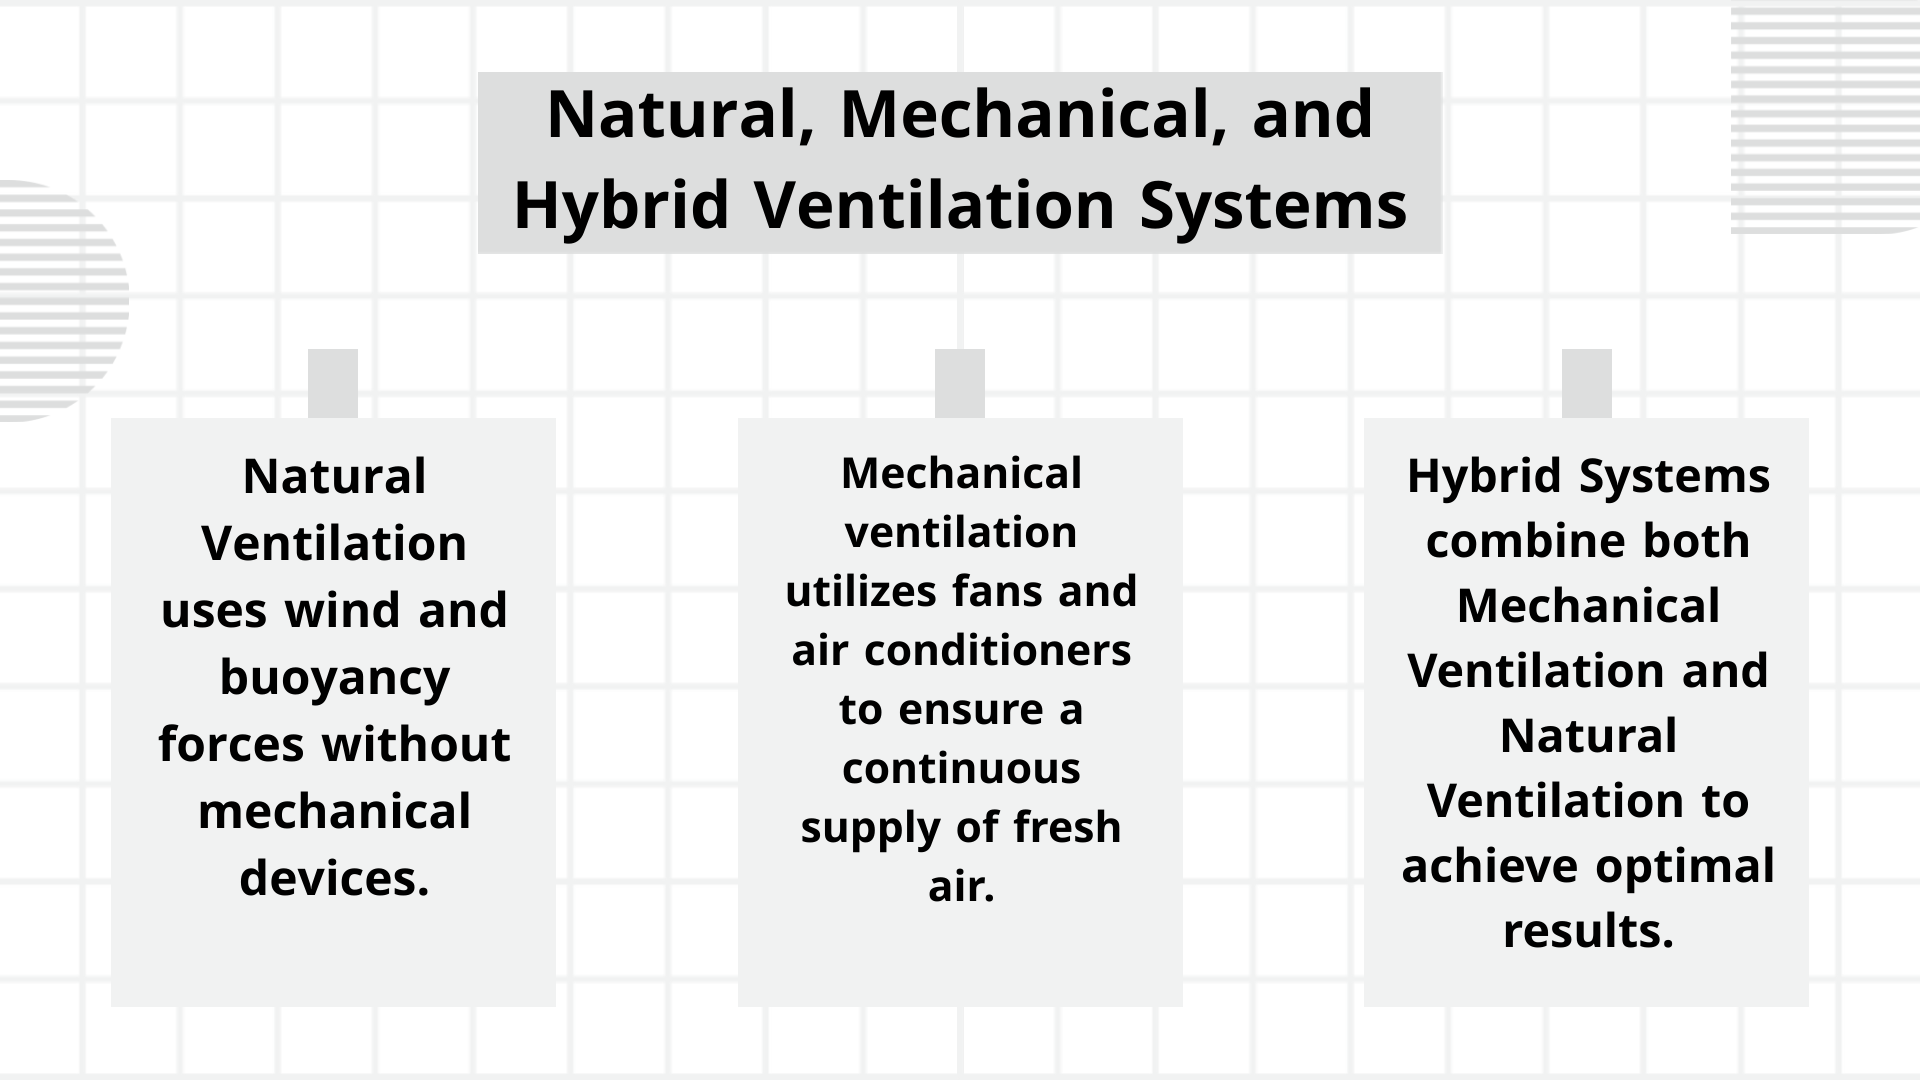 Natural, Mechanical, and
Hybrid Ventilation Systems
Natural
Ventilation
uses wind and
buoyancy
forces without
mechanical
devices.
Mechanical
ventilation
utilizes fans and
air conditioners
to ensure a
continuous
supply of fresh
air.
Hybrid Systems
combine both
Mechanical
Ventilation and
Natural
Ventilation to
achieve optimal
results.